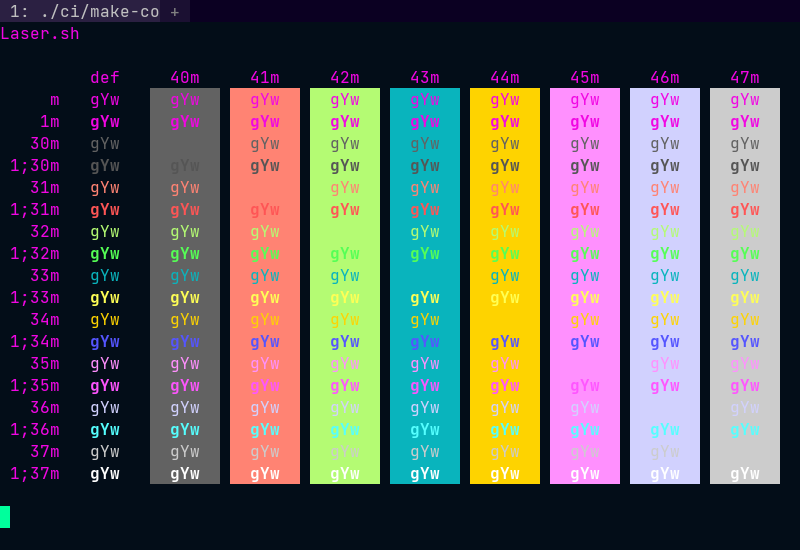 1: ./ci/make-co +
Laser.sh
def 40m 41m 42m 43m 44m 45m 46m 47m
m gYw gYw gYw gYw gYw gYw gYw gYw gYw
1m gYw gYw gYw gYw gYw gYw gYw gYw gYw
30m gYw gYw gYw gYw gYw gYw gYw gYw
1;30m gYw gYw gYw gYw gYw gYw gYw gYw gYw
31m gYw gYw gYw gYw gYw gYw gYw gYw
1;31m gYw gYw gYw gYw gYw gYw gYw gYw gYw
32m gYw gYw gYw gYw gYw gYw gYw gYw
1;32m gYw gYw gYw gYw gYw gYw gYw gYw gYw
33m gYw gYw gYw gYw gYw gYw gYw gYw
1;33m gYw gYw gYw gYw gYw gYw gYw gYw gYw
34m gYw gYw gYw gYw gYw gYw gYw gYw
1;34m gYw gYw gYw gYw gYw gYw gYw gYw gYw
35m gYw gYw gYw gYw gYw gYw gYw gYw
1;35m gYw gYw gYw gYw gYw gYw gYw gYw gYw
36m gYw gYw gYw gYw gYw gYw gYw gYw
1;36m gYw gYw gYw gYw gYw gYw gYw gYw gYw
37m gYw gYw gYw gYw gYw gYw gYw gYw
1;37m gYw gYw gYw gYw gYw gYw gYw gYw gYw